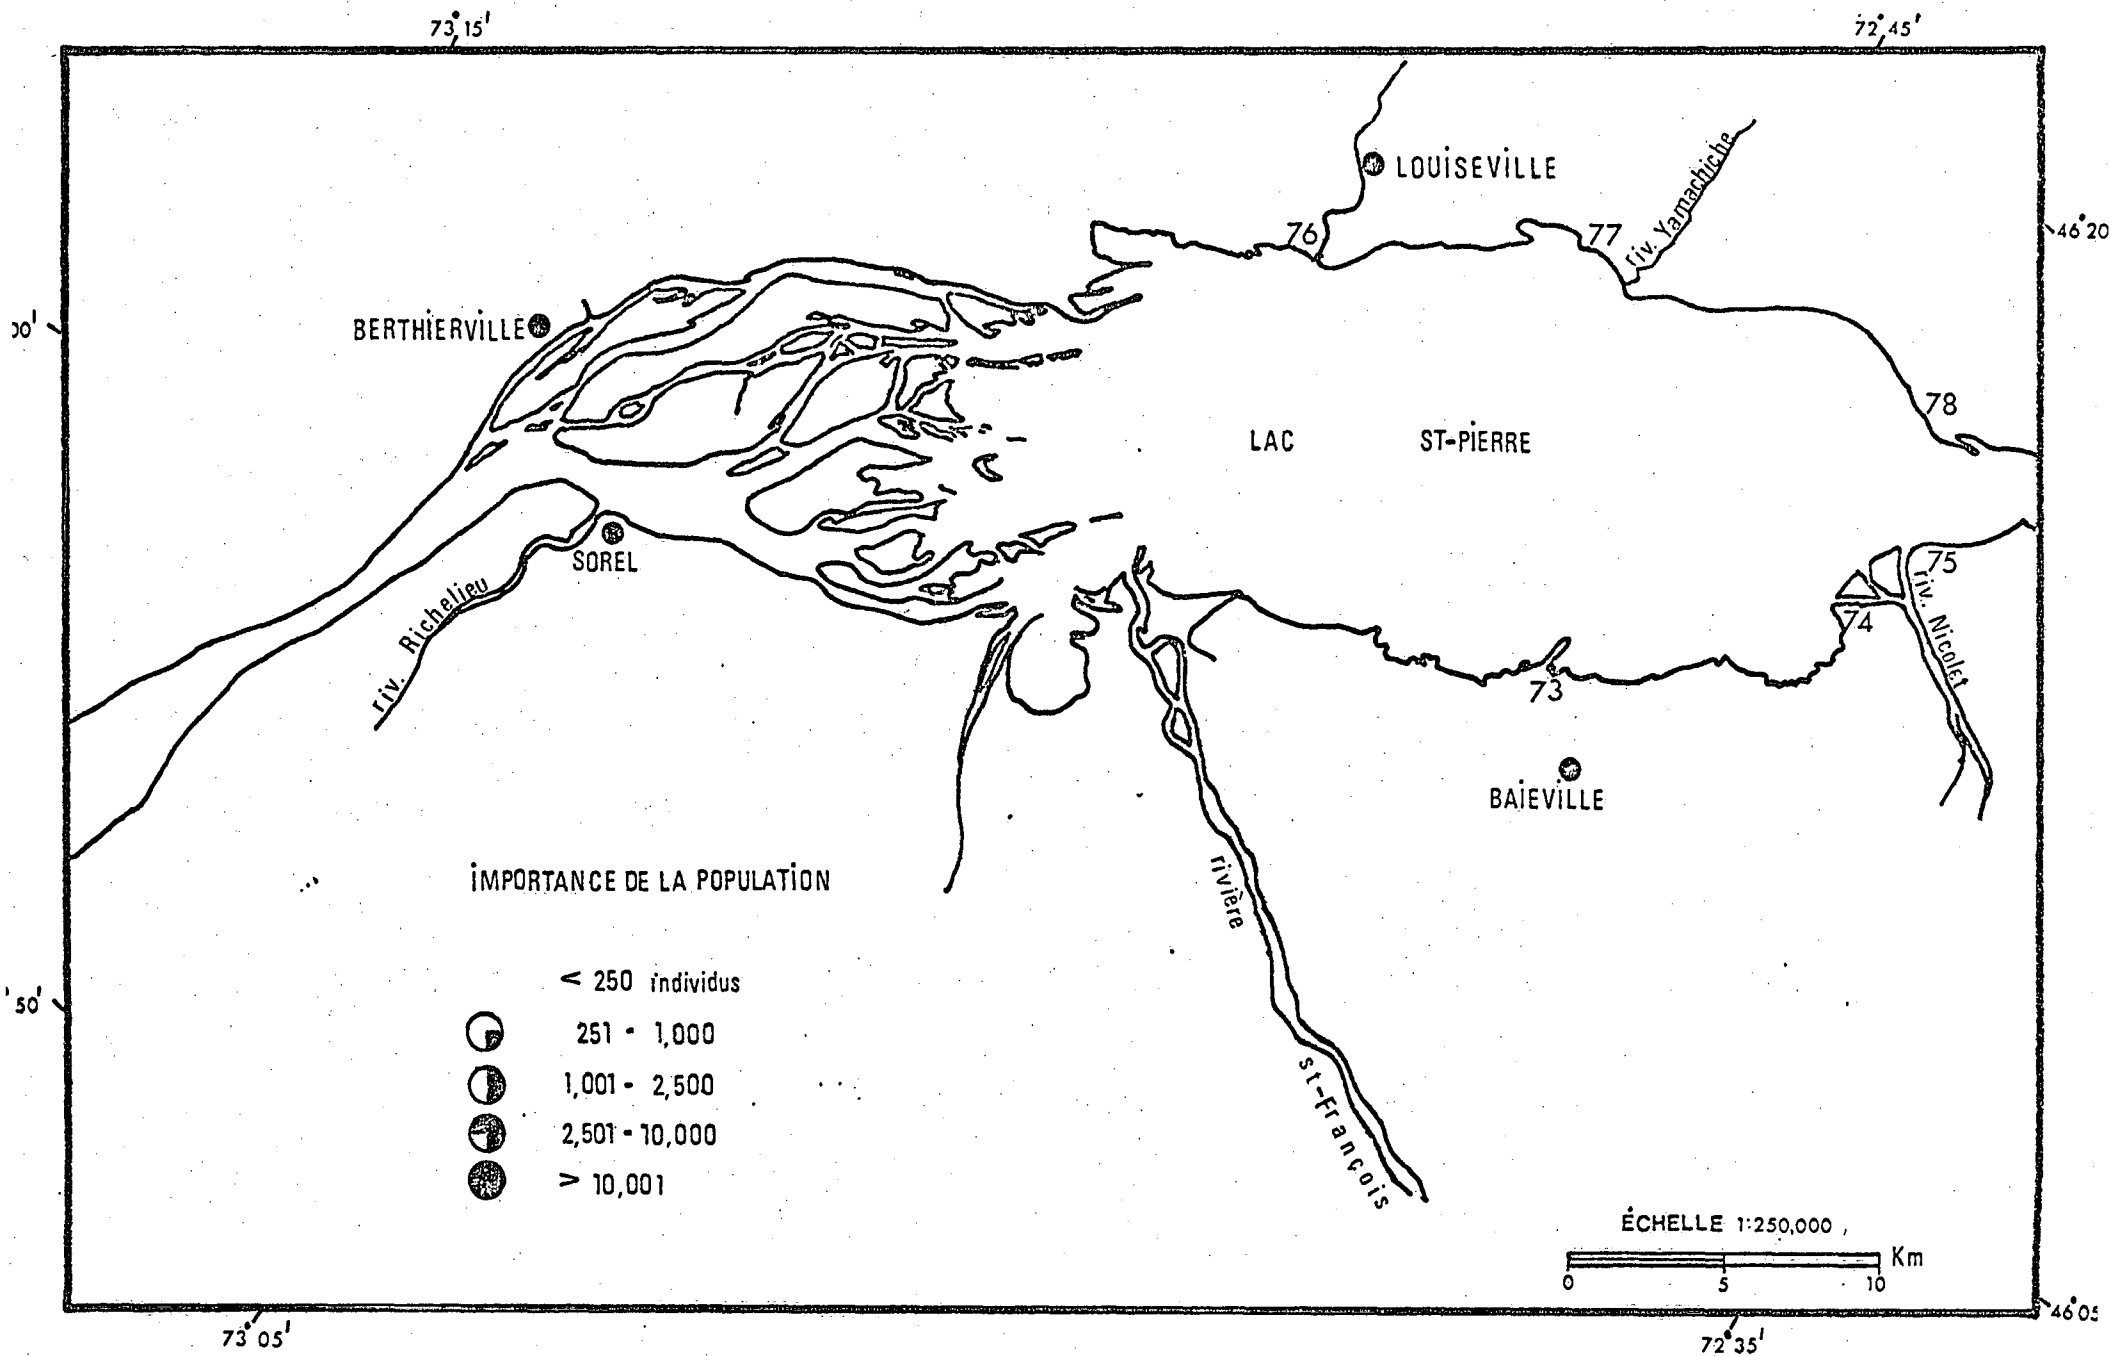 73°15'
72°45'
LOUISEVILLE
riv. Yamachiche
76
77
46°20
BERTHIERVILLE
00'
78
LAC ST-PIERRE
SOREL
75
riv. Richelieu
74
riv. Nicolet
73
BAIEVILLE
IMPORTANCE DE LA POPULATION
rivière st-François
< 250 individus
'50'
251 - 1,000
1,001 - 2,500
2,501 - 10,000
> 10,001
ÉCHELLE 1:250,000
Km
0 5 10
46°05
73°05'
72°35'